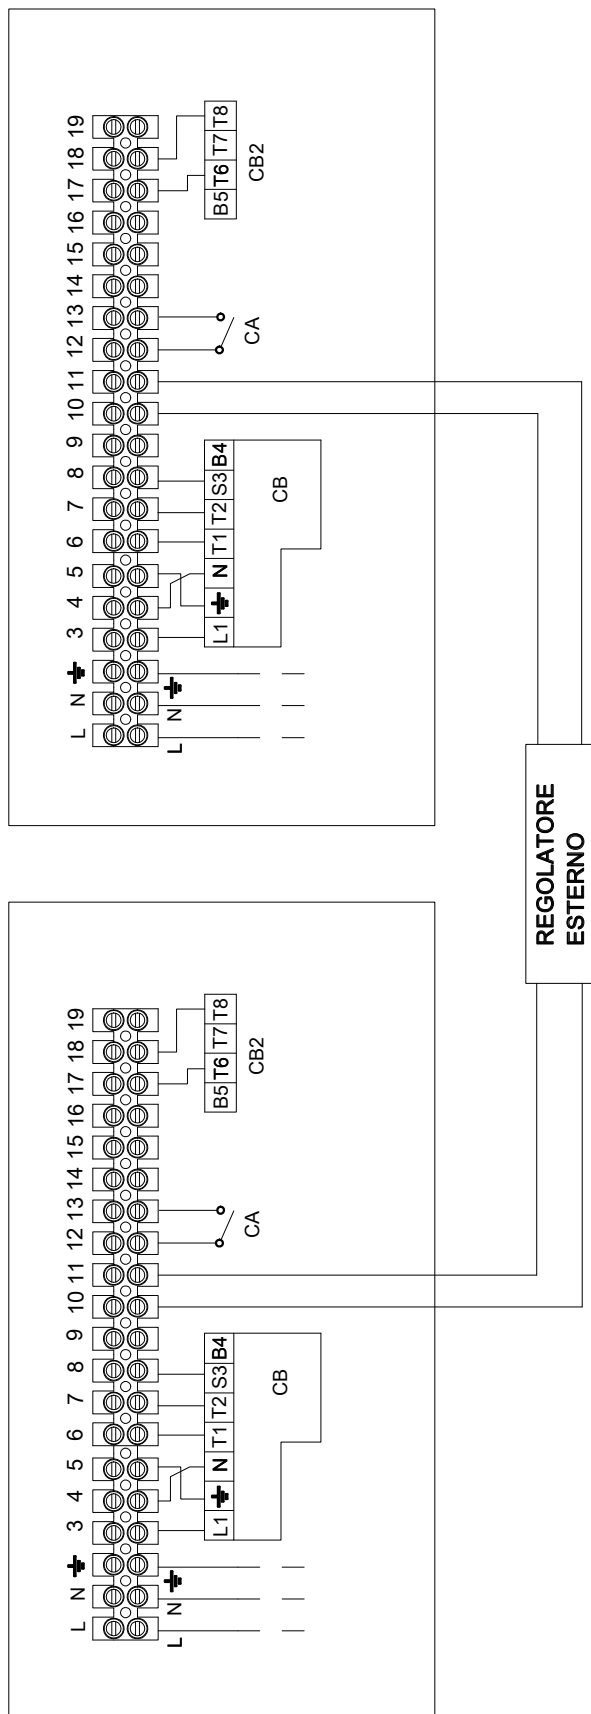 L N ⏚ 3 4 5 6 7 8 9 10 11 12 13 14 15 16 17 18 19
L N ⏚
L1 ⏚ N T1 T2 S3 B4
B5 T6 T7 T8
CB
CA
CB2
L N ⏚ 3 4 5 6 7 8 9 10 11 12 13 14 15 16 17 18 19
L N ⏚
L1 ⏚ N T1 T2 S3 B4
B5 T6 T7 T8
CB
CA
CB2
REGOLATORE
ESTERNO